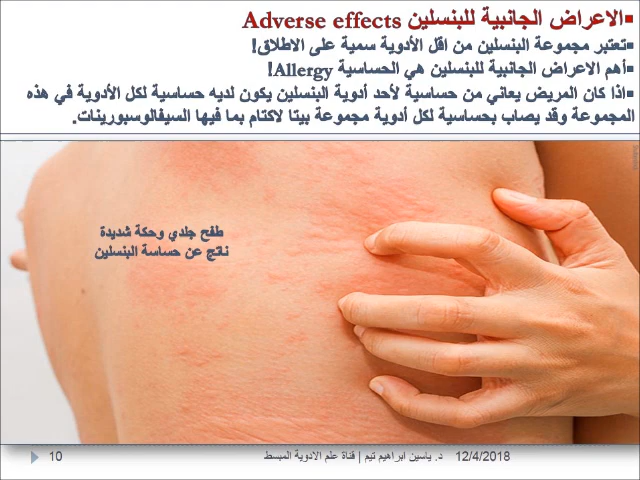 ▪الاعراض الجانبية للبنسلين Adverse effects
▪تعتبر مجموعة البنسلين من اقل الأدوية سمية على الاطلاق!
▪أهم الاعراض الجانبية للبنسلين هي الحساسية Allergy!
▪اذا كان المريض يعاني من حساسية لأحد أدوية البنسلين يكون لديه حساسية لكل الأدوية في هذه
المجموعة وقد يصاب بحساسية لكل أدوية مجموعة بيتا لاكتام بما فيها السيفالوسبورينات.
طفح جلدي وحكة شديدة
ناتج عن حساسة البنسلين
10
د. ياسين ابراهيم تيم | قناة علم الادوية المبسط
12/4/2018